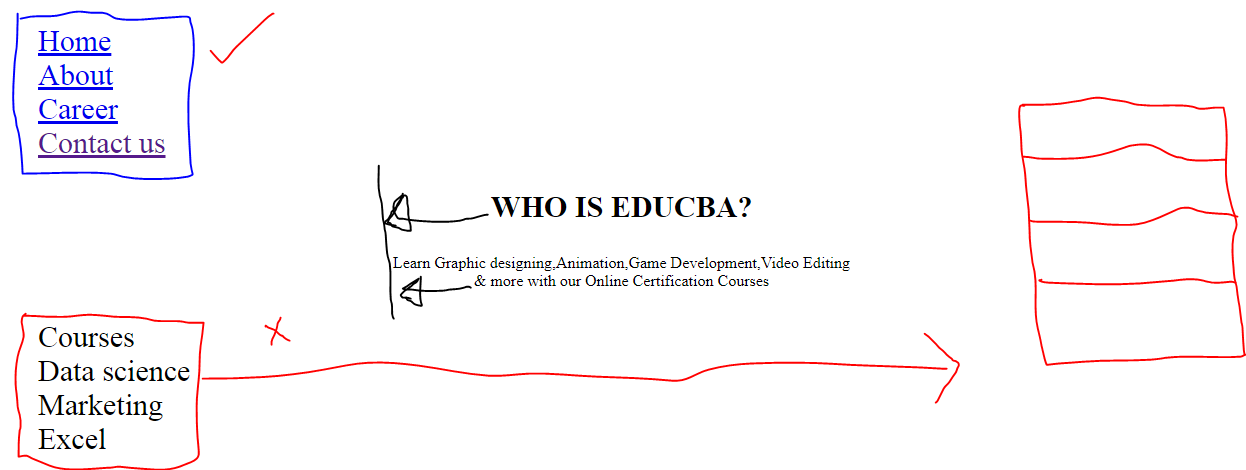 Home
About
Career
Contact us
WHO IS EDUCBA?
Learn Graphic designing,Animation,Game Development,Video Editing
& more with our Online Certification Courses
Courses
Data science
Marketing
Excel